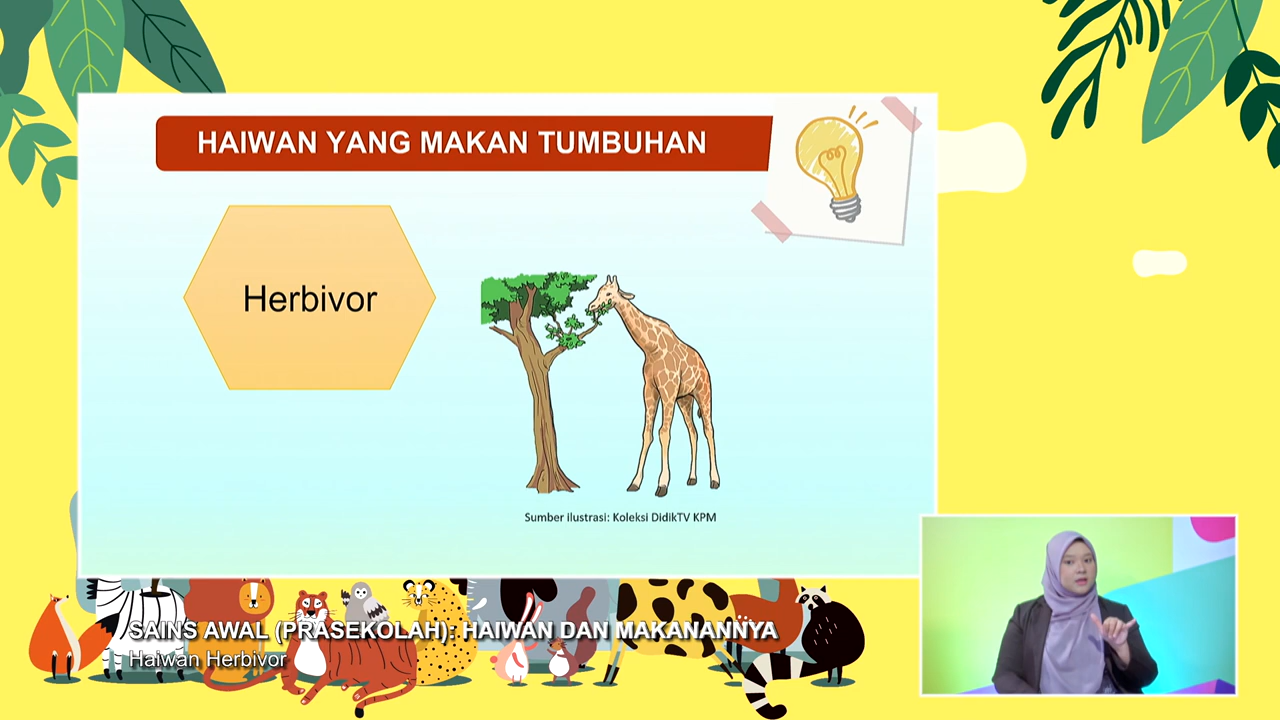 HAIWAN YANG MAKAN TUMBUHAN
Herbivor
Sumber ilustrasi: Koleksi DidikTV KPM
SAINS AWAL (PRASEKOLAH): HAIWAN DAN MAKANANNYA
Haiwan Herbivor